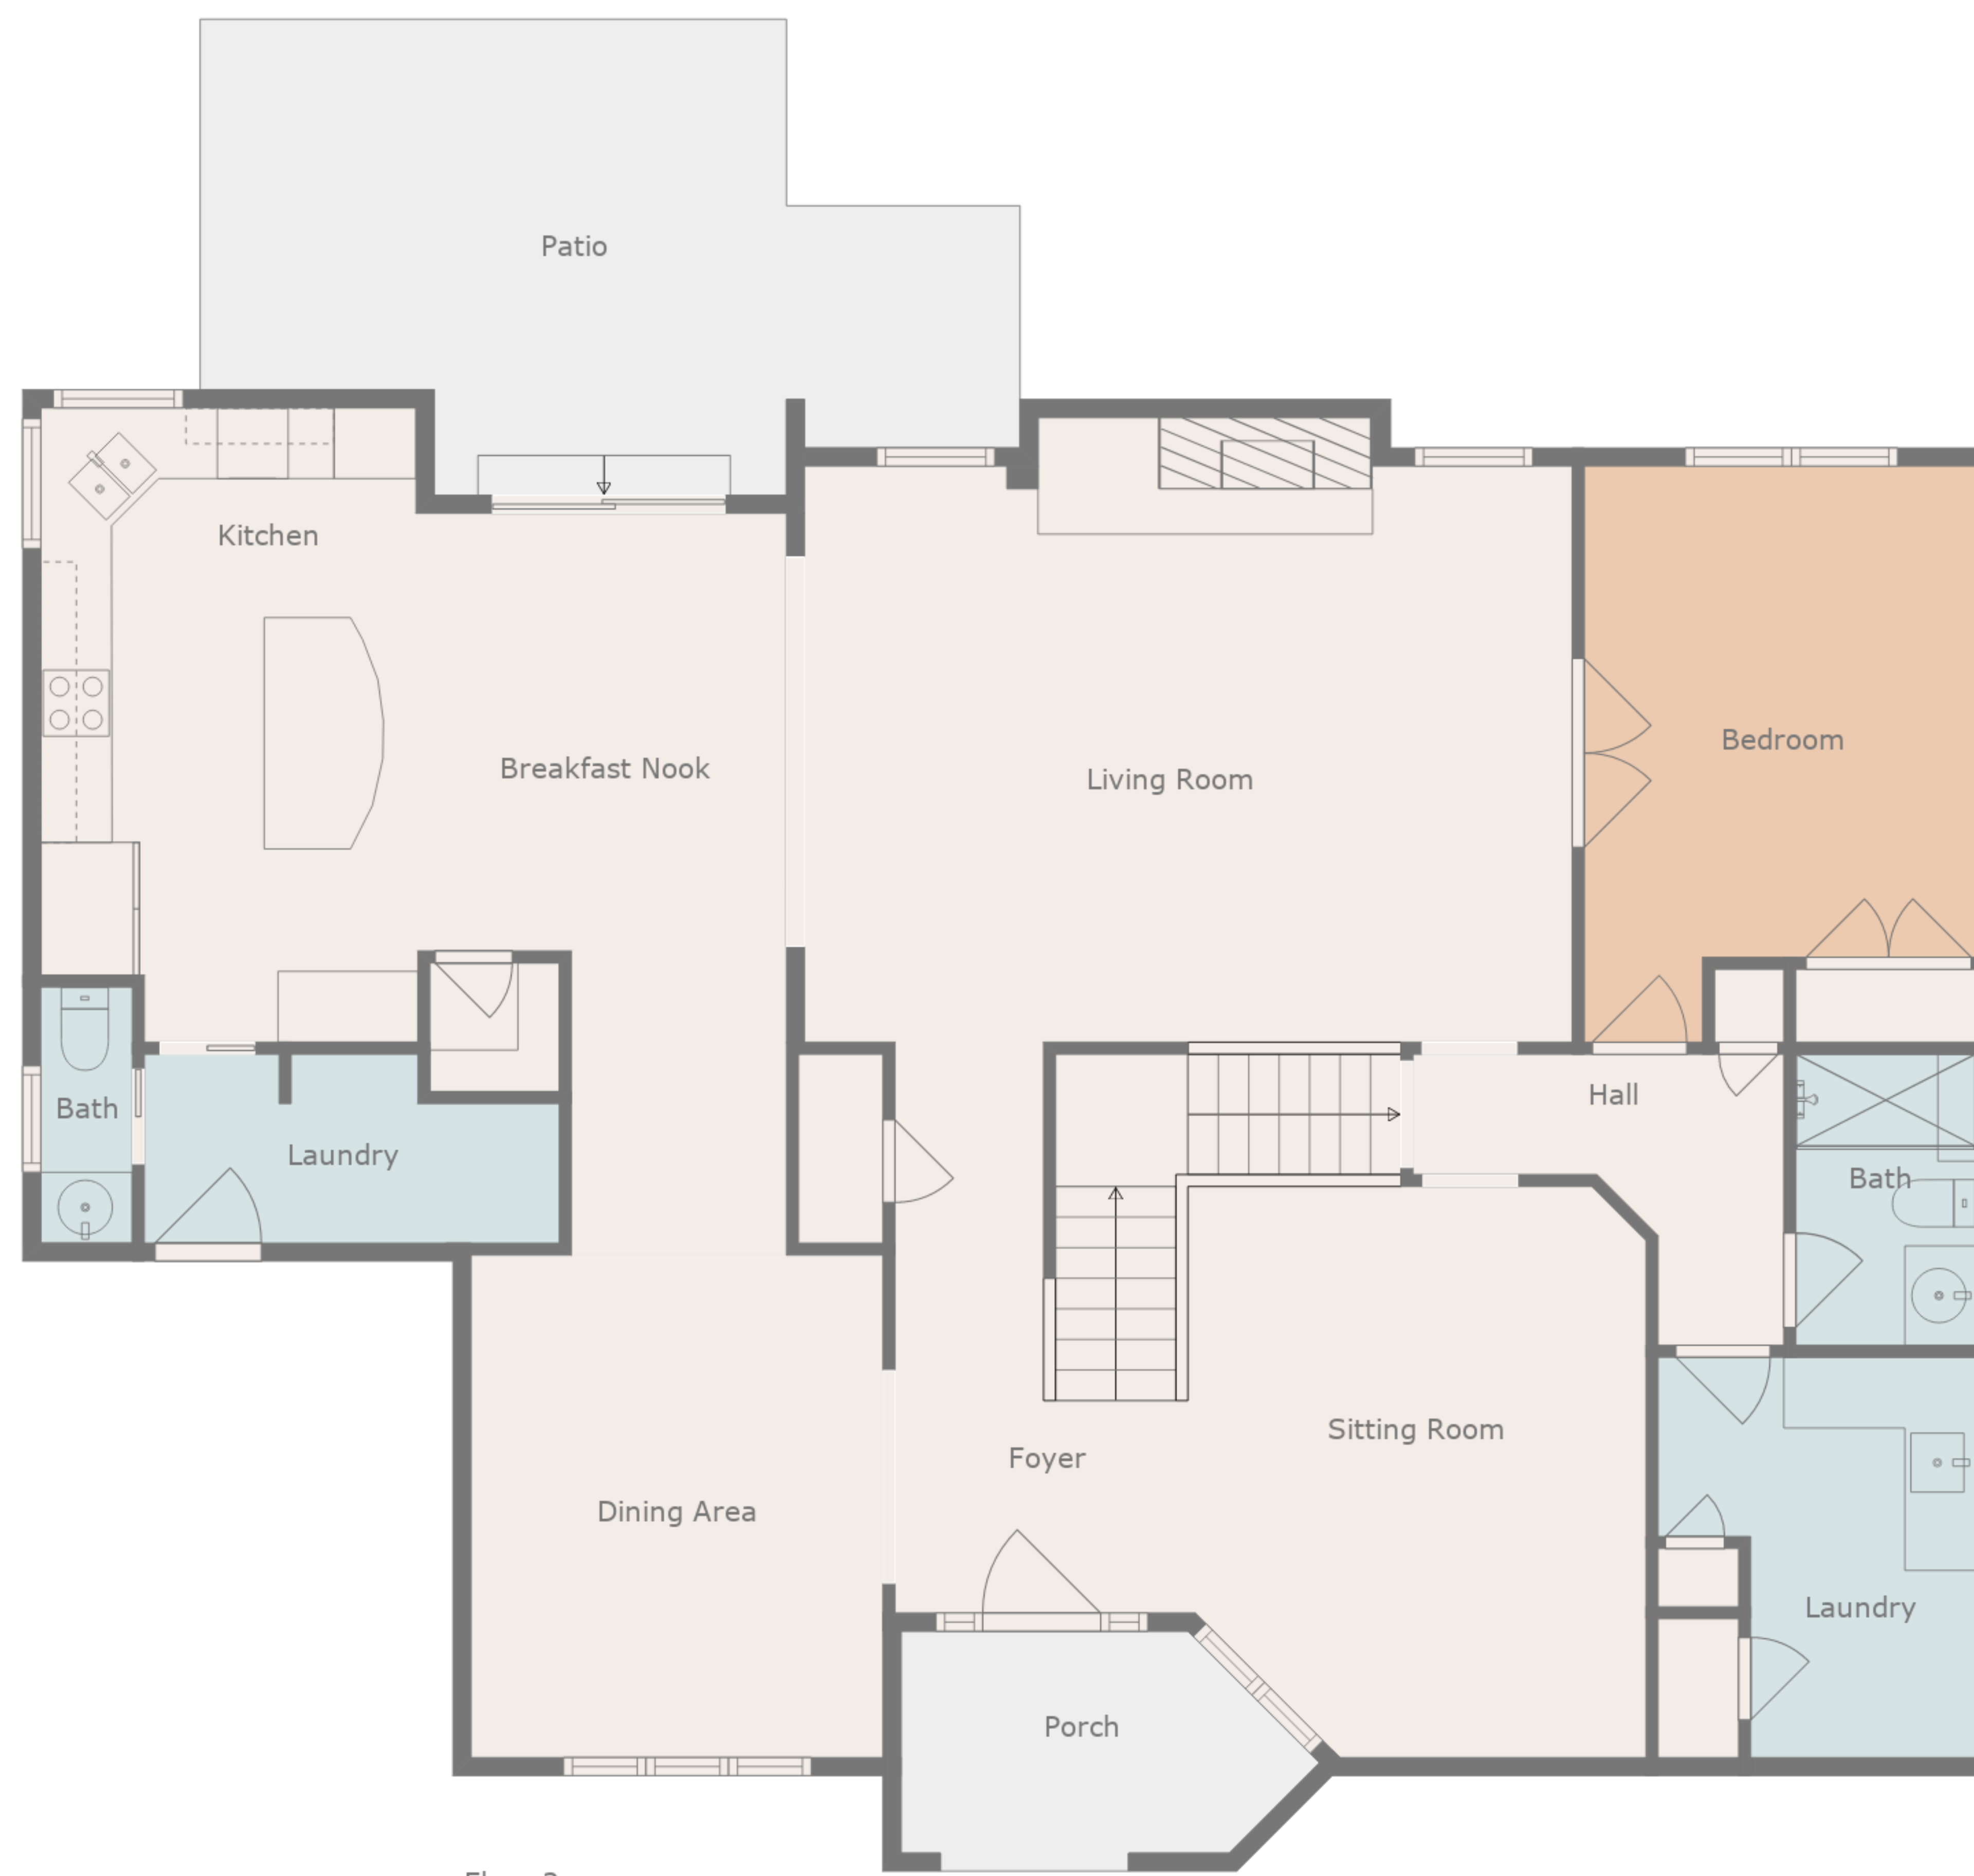 Patio
Kitchen
Bedroom
Breakfast Nook
Living Room
Hall
Bath
Laundry
Bath
Sitting Room
Foyer
Dining Area
Laundry
Porch